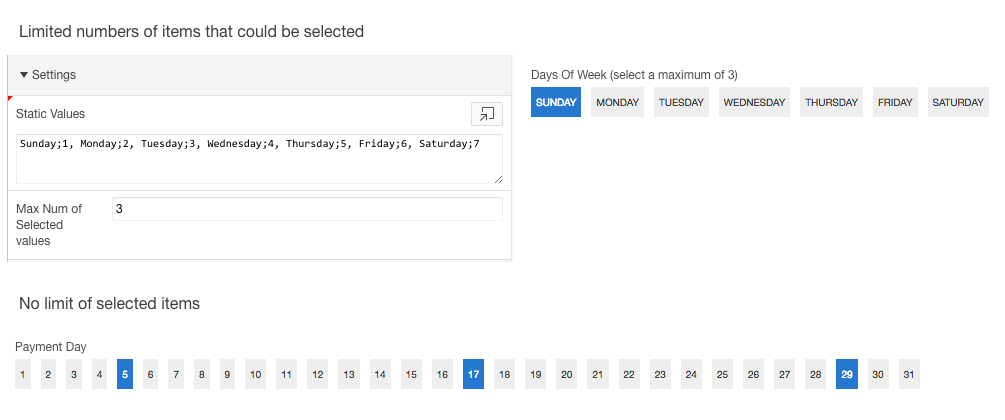 Limited numbers of items that could be selected
Settings
Static Values
Sunday;1, Monday;2, Tuesday;3, Wednesday;4, Thursday;5, Friday;6, Saturday;7
Max Num of
Selected
values
3
Days Of Week (select a maximum of 3)
SUNDAY MONDAY TUESDAY WEDNESDAY THURSDAY FRIDAY SATURDAY
No limit of selected items
Payment Day
1 2 3 4 5 6 7 8 9 10 11 12 13 14 15 16 17 18 19 20 21 22 23 24 25 26 27 28 29 30 31